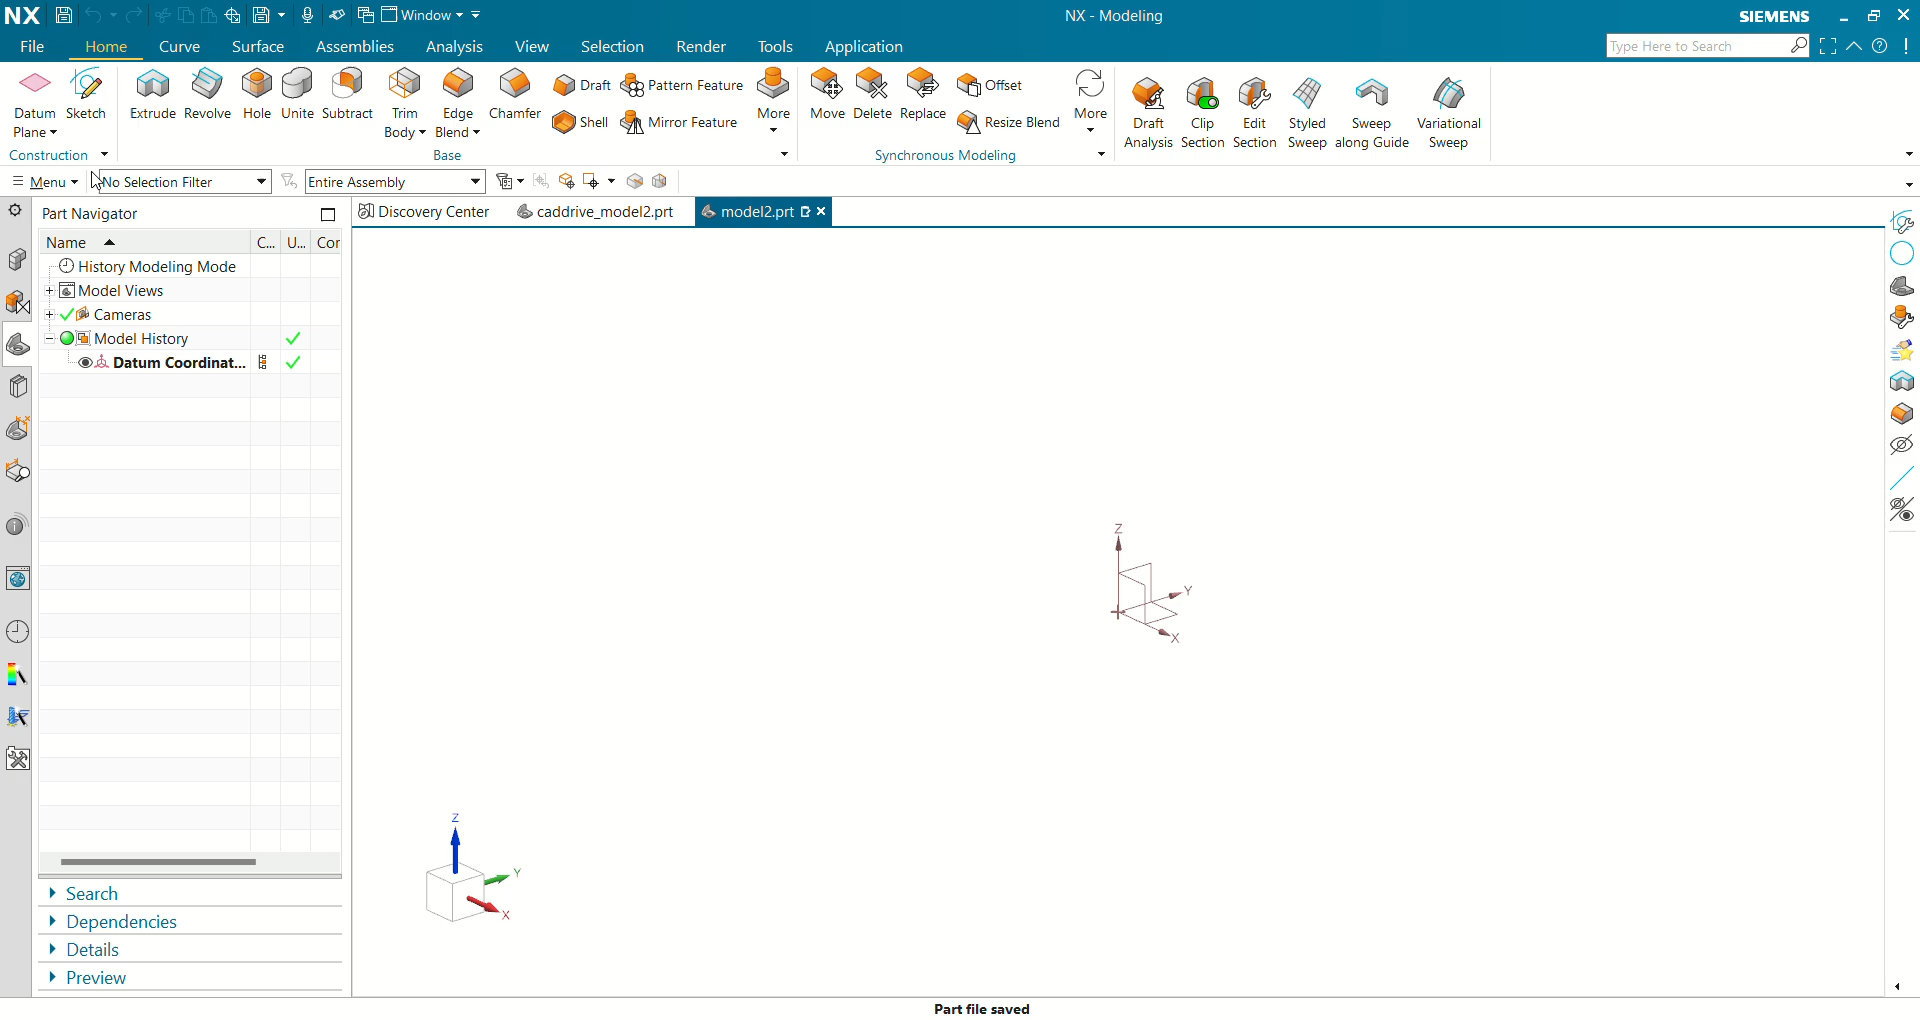 NX Window NX - Modeling SIEMENS
File Home Curve Surface Assemblies Analysis View Selection Render Tools Application Type Here to Search
Datum Plane Sketch Extrude Revolve Hole Unite Subtract Trim Body Edge Blend Chamfer Draft Shell Pattern Feature Mirror Feature More Move Delete Replace Offset Resize Blend More Draft Analysis Clip Section Edit Section Styled Sweep Sweep along Guide Variational Sweep
Construction Base Synchronous Modeling
Menu No Selection Filter Entire Assembly
Part Navigator Discovery Center caddrive_model2.prt model2.prt
Name C... U... Cor
History Modeling Mode
Model Views
Cameras
Model History
Datum Coordinat...
Z
Y
X
Z
Y
X
Search
Dependencies
Details
Preview
Part file saved